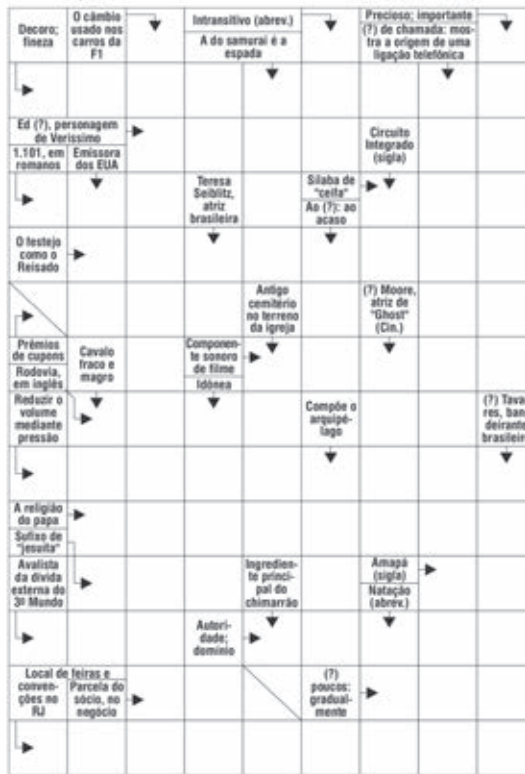 Decoro;
fineza
O câmbio
usado nos
carros da
F1
Intransitivo (abrev.)
A do samurai é a
espada
Precioso; importante
(?) de chamada: mos-
tra a origem de uma
ligação telefônica
Ed (?), personagem
de Verissimo
1.101, em
romanos
Emissora
dos EUA
Circuito
Integrado
(sigla)
Teresa
Seiblitz,
atriz
brasileira
Sílaba de
"ceifa"
Ao (?): ao
acaso
O festejo
como o
Reisado
Antigo
cemitério
no terreno
da igreja
(?) Moore,
atriz de
"Ghost"
(Cin.)
Prêmios
de cupons
Rodovia,
em inglês
Cavalo
fraco e
magro
Componen-
te sonoro
de filme
Idônea
Reduzir o
volume
mediante
pressão
Compõe o
arquipé-
lago
(?) Tava
res, ban
deirante
brasileir
A religião
do papa
Sufixo de
"jesuíta"
Avalista
da dívida
externa do
3º Mundo
Ingredien-
te princi-
pal do
chimarrão
Amapá
(sigla)
Natação
(abrev.)
Autori-
dade;
domínio
Local de feiras e
conven-
ções no
RJ
Parcela do
sócio, no
negócio
(?)
poucos:
gradual-
mente